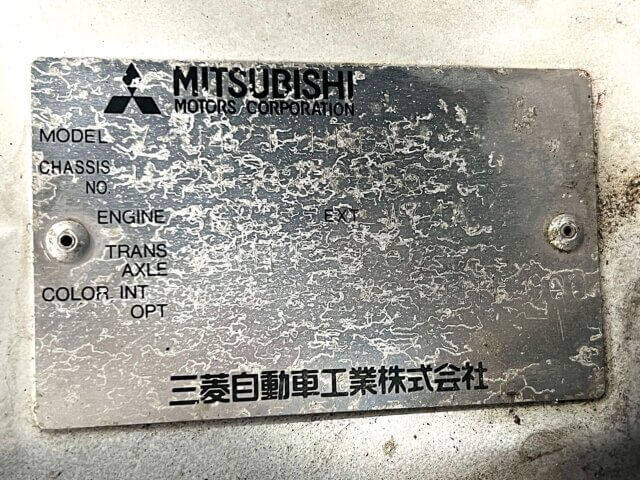 MITSUBISHI
MOTORS CORPORATION
MODEL
CHASSIS
NO.
ENGINE EXT
TRANS
AXLE
COLOR INT
OPT
三菱自動車工業株式会社